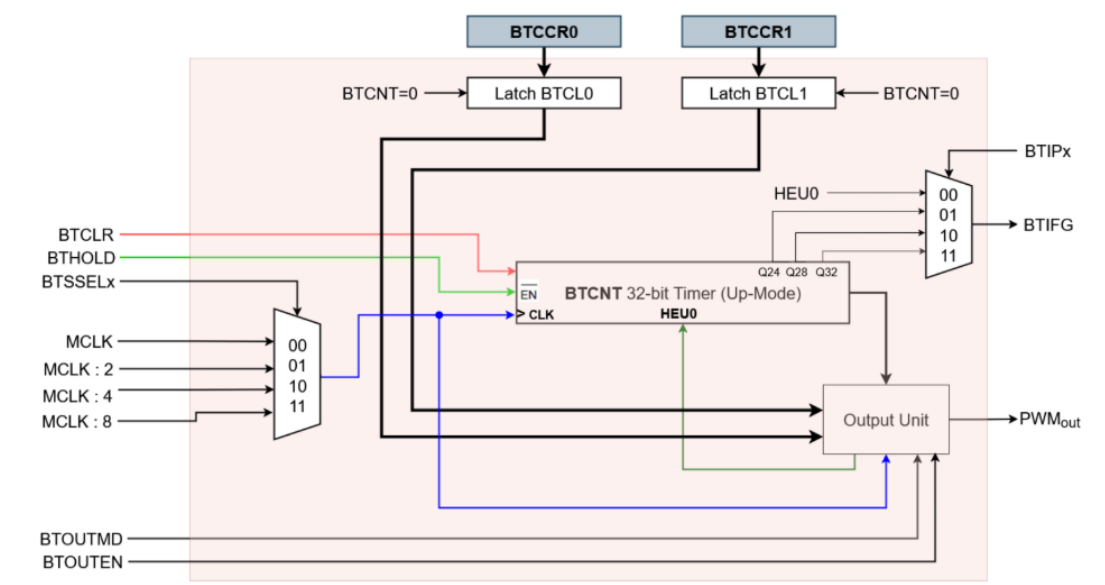 BTCCR0
BTCCR1
BTCNT=0
Latch BTCL0
Latch BTCL1
BTCNT=0
BTIPx
HEU0
00
01
10
11
BTIFG
BTCLR
BTHOLD
BTSSELx
Q24 Q28 Q32
EN
BTCNT 32-bit Timer (Up-Mode)
> CLK
HEU0
MCLK
MCLK : 2
MCLK : 4
MCLK : 8
00
01
10
11
Output Unit
PWMout
BTOUTMD
BTOUTEN